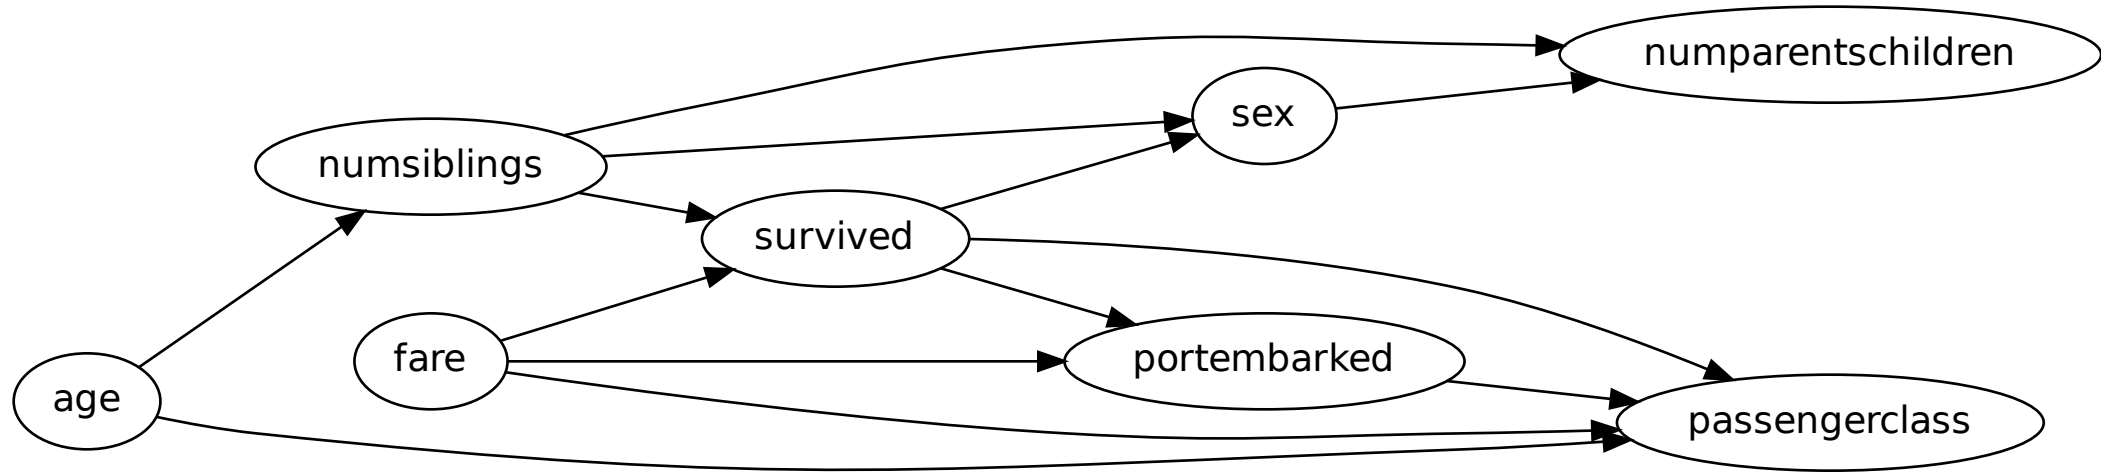 numparentschildren
sex
numsiblings
survived
fare
portembarked
age
passengerclass